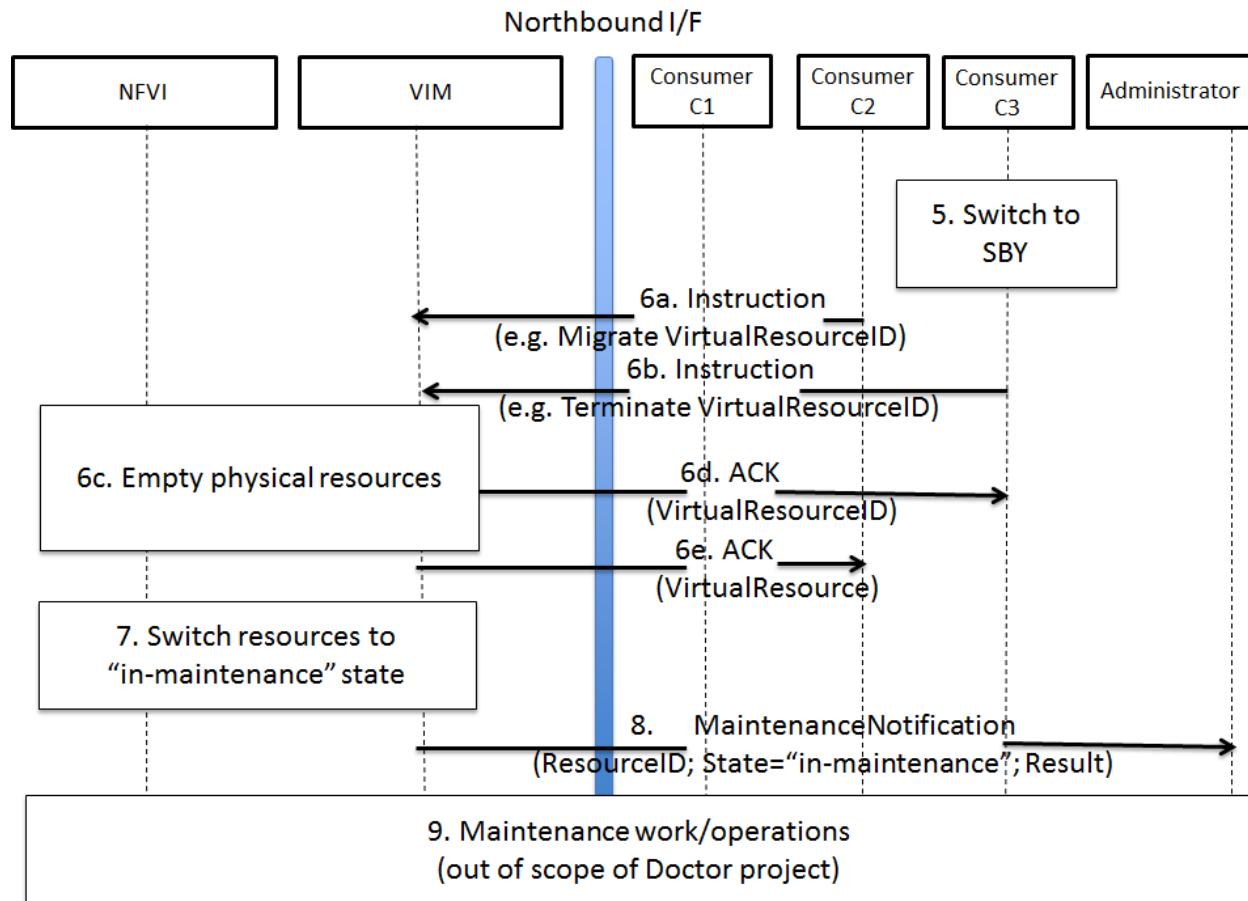 Northbound I/F
NFVI
VIM
Consumer
C1
Consumer
C2
Consumer
C3
Administrator
5. Switch to
SBY
6a. Instruction
(e.g. Migrate VirtualResourceID)
6b. Instruction
(e.g. Terminate VirtualResourceID)
6c. Empty physical resources
6d. ACK
(VirtualResourceID)
6e. ACK
(VirtualResource)
7. Switch resources to
“in-maintenance” state
8. MaintenanceNotification
(ResourceID; State=“in-maintenance”; Result)
9. Maintenance work/operations
(out of scope of Doctor project)